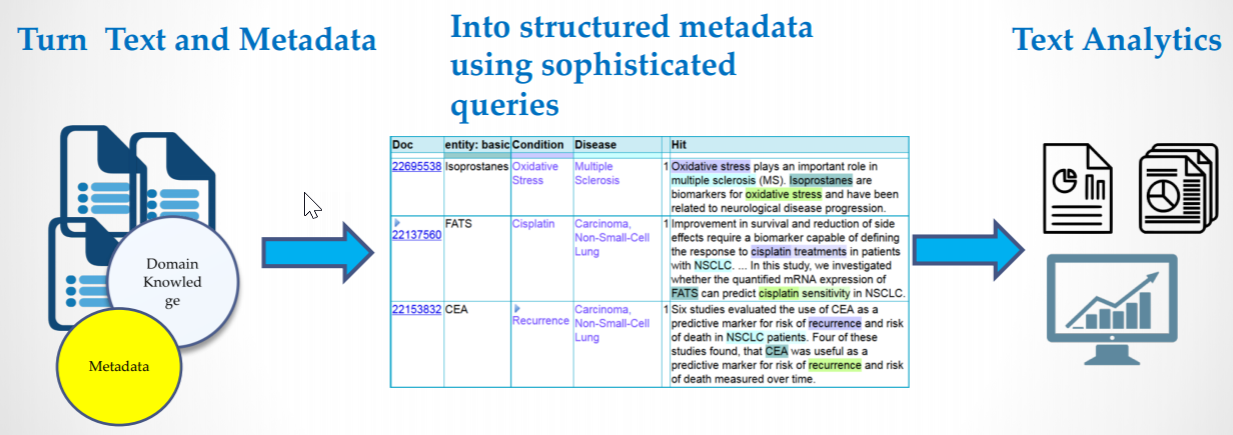 Turn Text and Metadata
Into structured metadata
using sophisticated
queries
Text Analytics
Domain
Knowled
ge
Metadata
Doc entity: basic Condition Disease Hit
22695538 Isoprostanes Oxidative Stress Multiple Sclerosis 1 Oxidative stress plays an important role in
multiple sclerosis (MS). Isoprostanes are
biomarkers for oxidative stress and have been
related to neurological disease progression.
22137560 FATS Cisplatin Carcinoma, Non-Small-Cell Lung 1 Improvement in survival and reduction of side
effects require a biomarker capable of defining
the response to cisplatin treatments in patients
with NSCLC. ... In this study, we investigated
whether the quantified mRNA expression of
FATS can predict cisplatin sensitivity in NSCLC.
22153832 CEA Recurrence Carcinoma, Non-Small-Cell Lung 1 Six studies evaluated the use of CEA as a
predictive marker for risk of recurrence and risk
of death in NSCLC patients. Four of these
studies found, that CEA was useful as a
predictive marker for risk of recurrence and risk
of death measured over time.